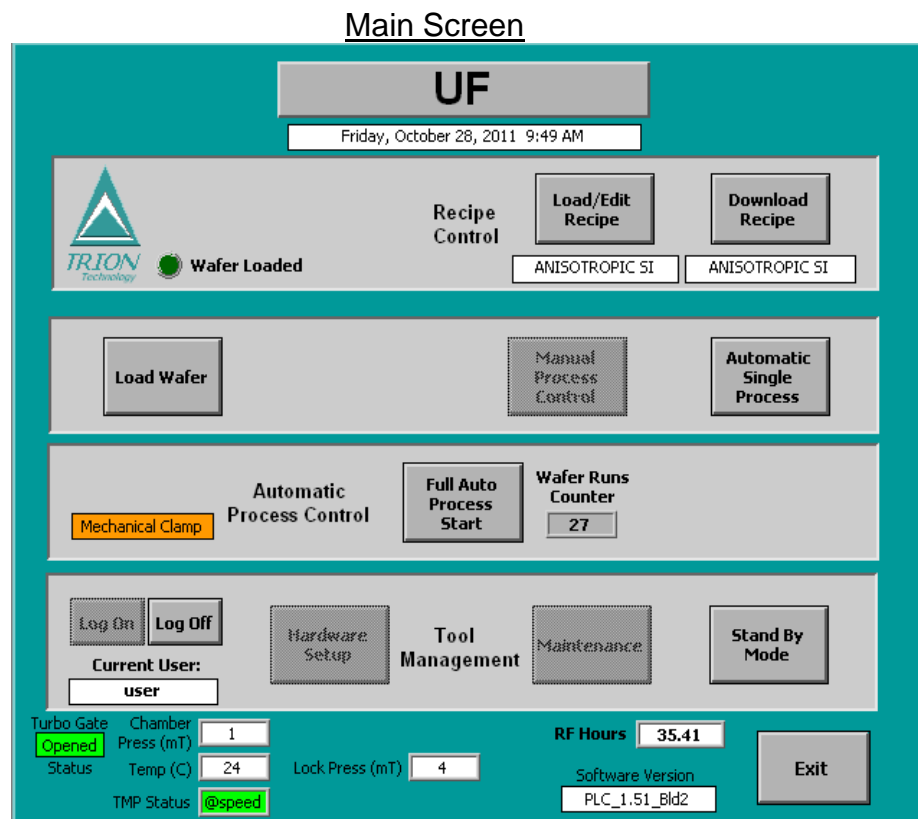 Main Screen
UF
Friday, October 28, 2011 9:49 AM
TRION
Technology
Wafer Loaded
Recipe
Control
Load/Edit
Recipe
ANISOTROPIC SI
Download
Recipe
ANISOTROPIC SI
Load Wafer
Manual
Process
Control
Automatic
Single
Process
Mechanical Clamp
Automatic
Process Control
Full Auto
Process
Start
Wafer Runs
Counter
27
Log On
Log Off
Current User:
user
Hardware
Setup
Tool
Management
Maintenance
Stand By
Mode
Turbo Gate
Opened
Status
Chamber
Press (mT)
1
Temp (C)
24
TMP Status
@speed
Lock Press (mT)
4
RF Hours
35.41
Software Version
PLC_1.51_Bld2
Exit